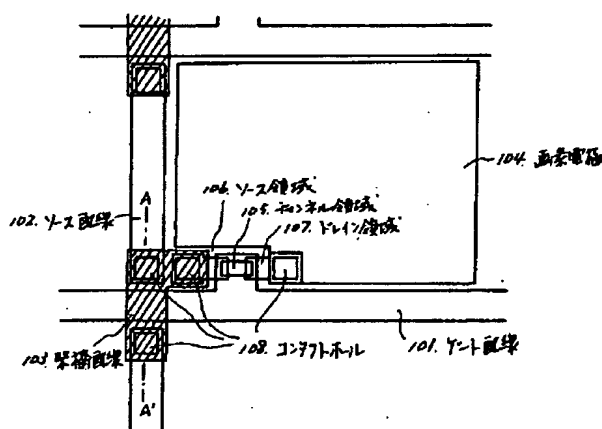 104. 画素電極
106. ソース領域
105. チャンネル領域
107. ドレイン領域
102. ソース配線
A
103. 架橋配線
108. コンタクトホール
101. ゲート配線
A'